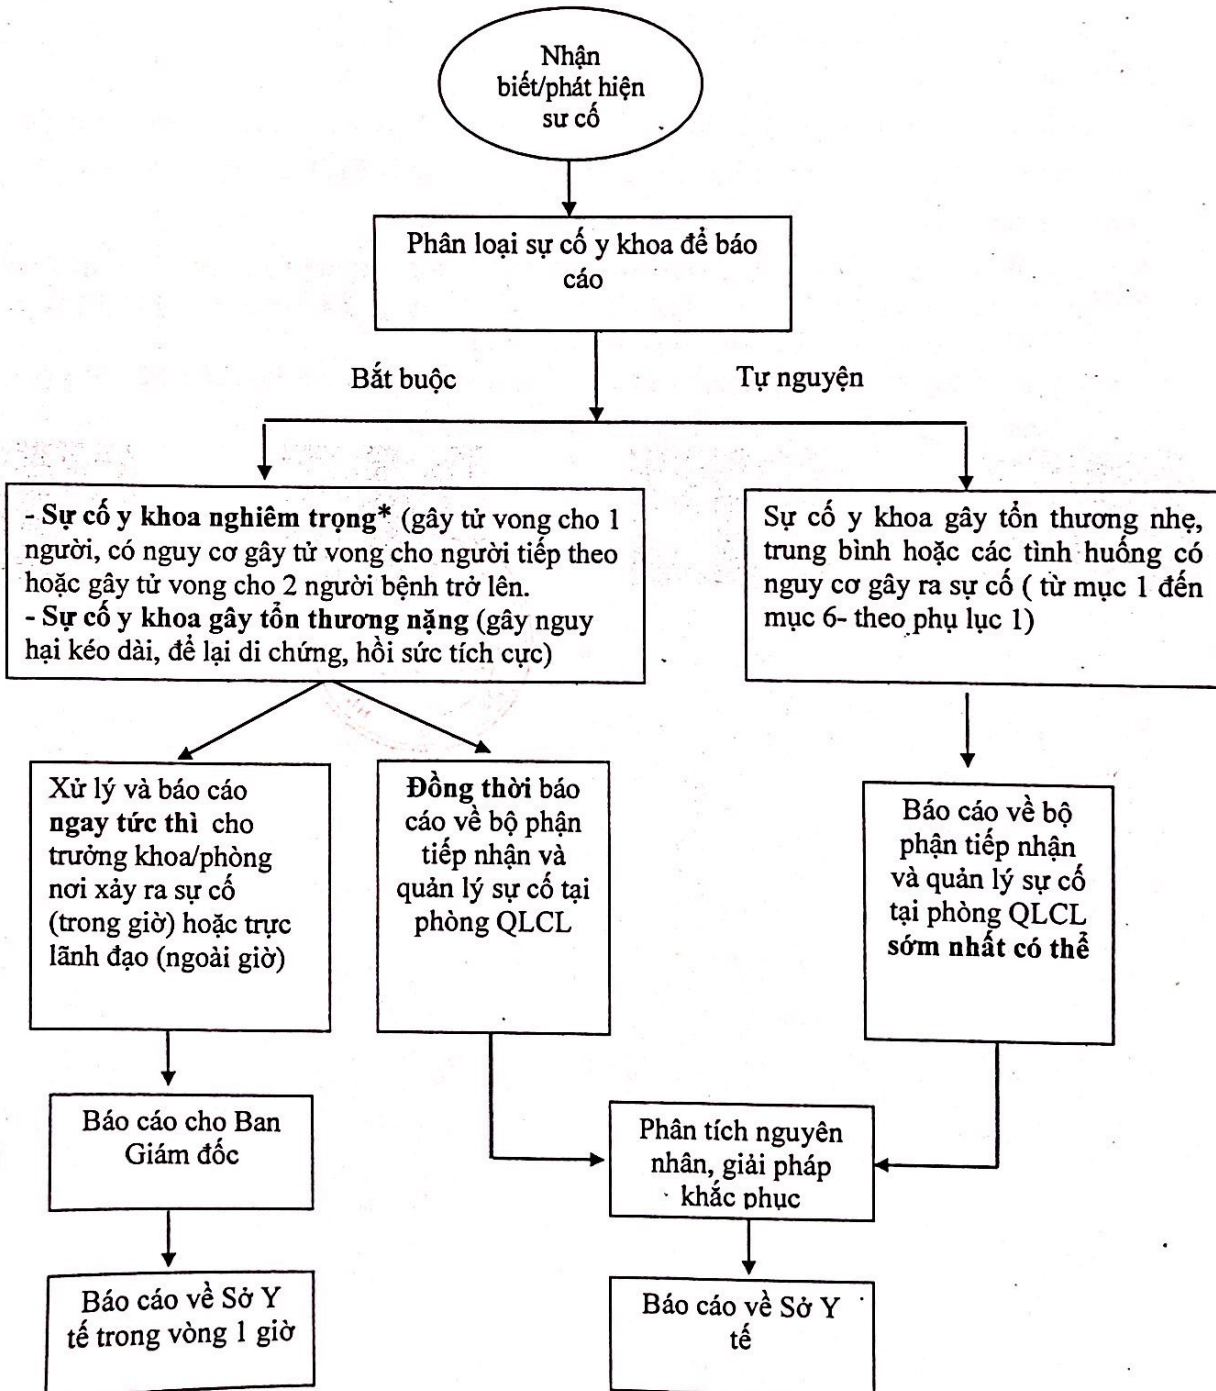 Nhận
biết/phát hiện
sư cố
Phân loại sự cố y khoa để báo
cáo
Bắt buộc
Tự nguyện
- Sự cố y khoa nghiêm trọng* (gây tử vong cho 1
người, có nguy cơ gây tử vong cho người tiếp theo
hoặc gây tử vong cho 2 người bệnh trở lên.
- Sự cố y khoa gây tổn thương nặng (gây nguy
hại kéo dài, để lại di chứng, hồi sức tích cực)
Sự cố y khoa gây tổn thương nhẹ,
trung bình hoặc các tình huống có
nguy cơ gây ra sự cố ( từ mục 1 đến
mục 6- theo phụ lục 1)
Xử lý và báo cáo
ngay tức thì cho
trưởng khoa/phòng
nơi xảy ra sự cố
(trong giờ) hoặc trực
lãnh đạo (ngoài giờ)
Đồng thời báo
cáo về bộ phận
tiếp nhận và
quản lý sự cố tại
phòng QLCL
Báo cáo về bộ
phận tiếp nhận
và quản lý sự cố
tại phòng QLCL
sớm nhất có thể
Báo cáo cho Ban
Giám đốc
Phân tích nguyên
nhân, giải pháp
khắc phục
Báo cáo về Sở Y
tế trong vòng 1 giờ
Báo cáo về Sở Y
tế